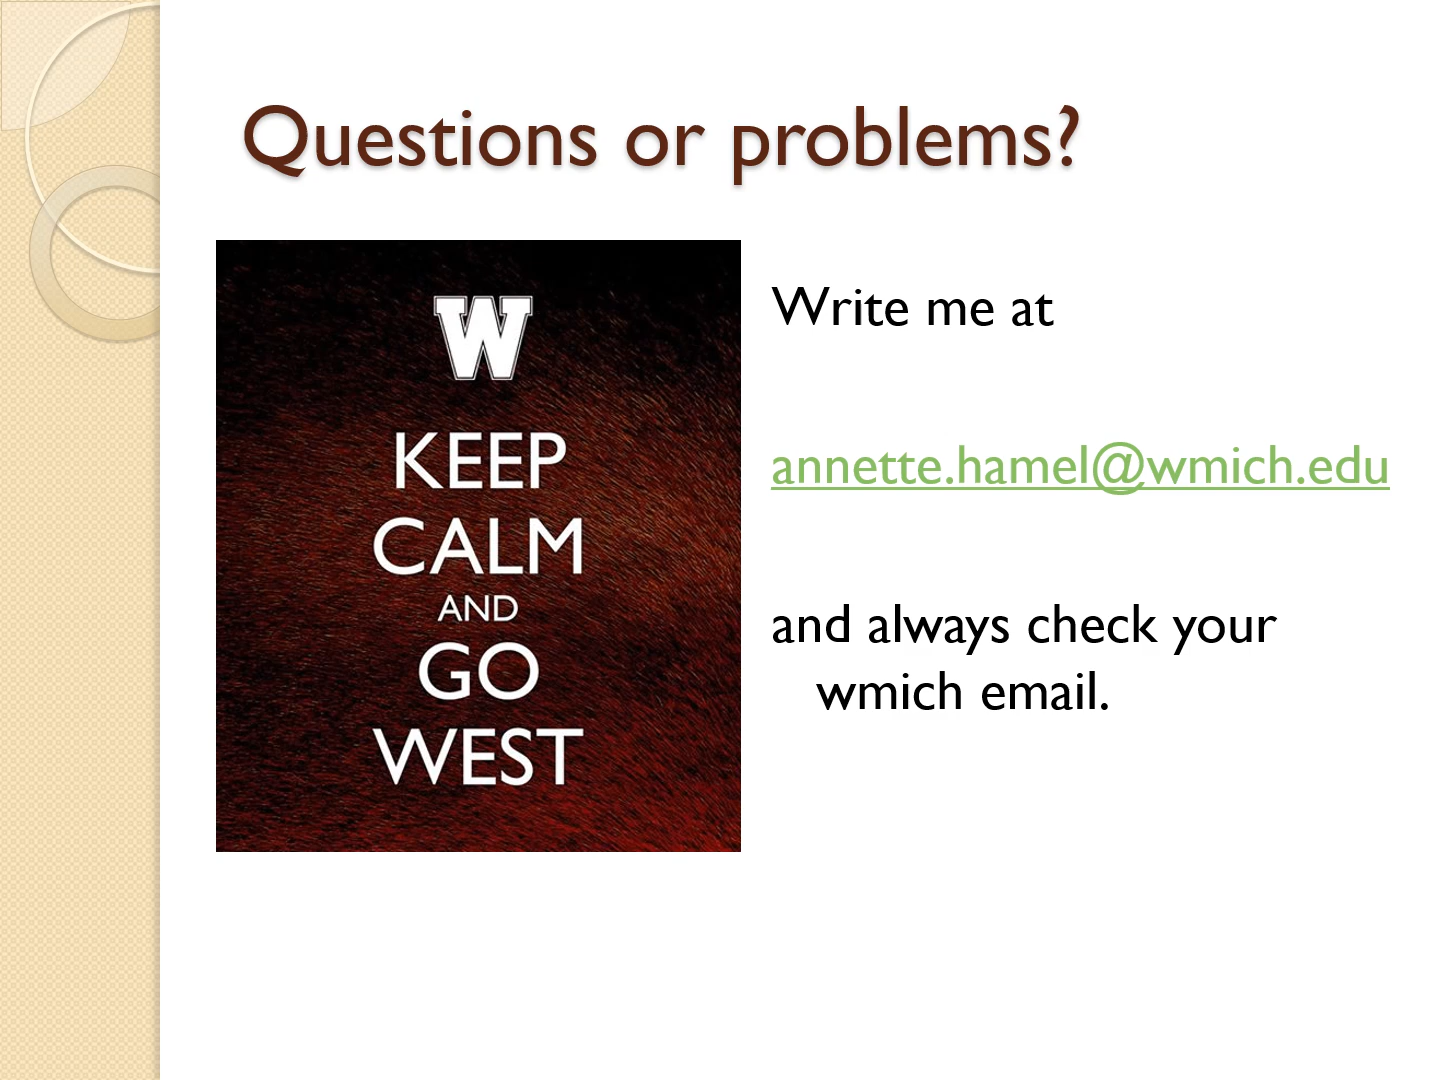 Questions or problems?
W
KEEP
CALM
AND
GO
WEST
Write me at
annette.hamel@wmich.edu
and always check your
wmich email.